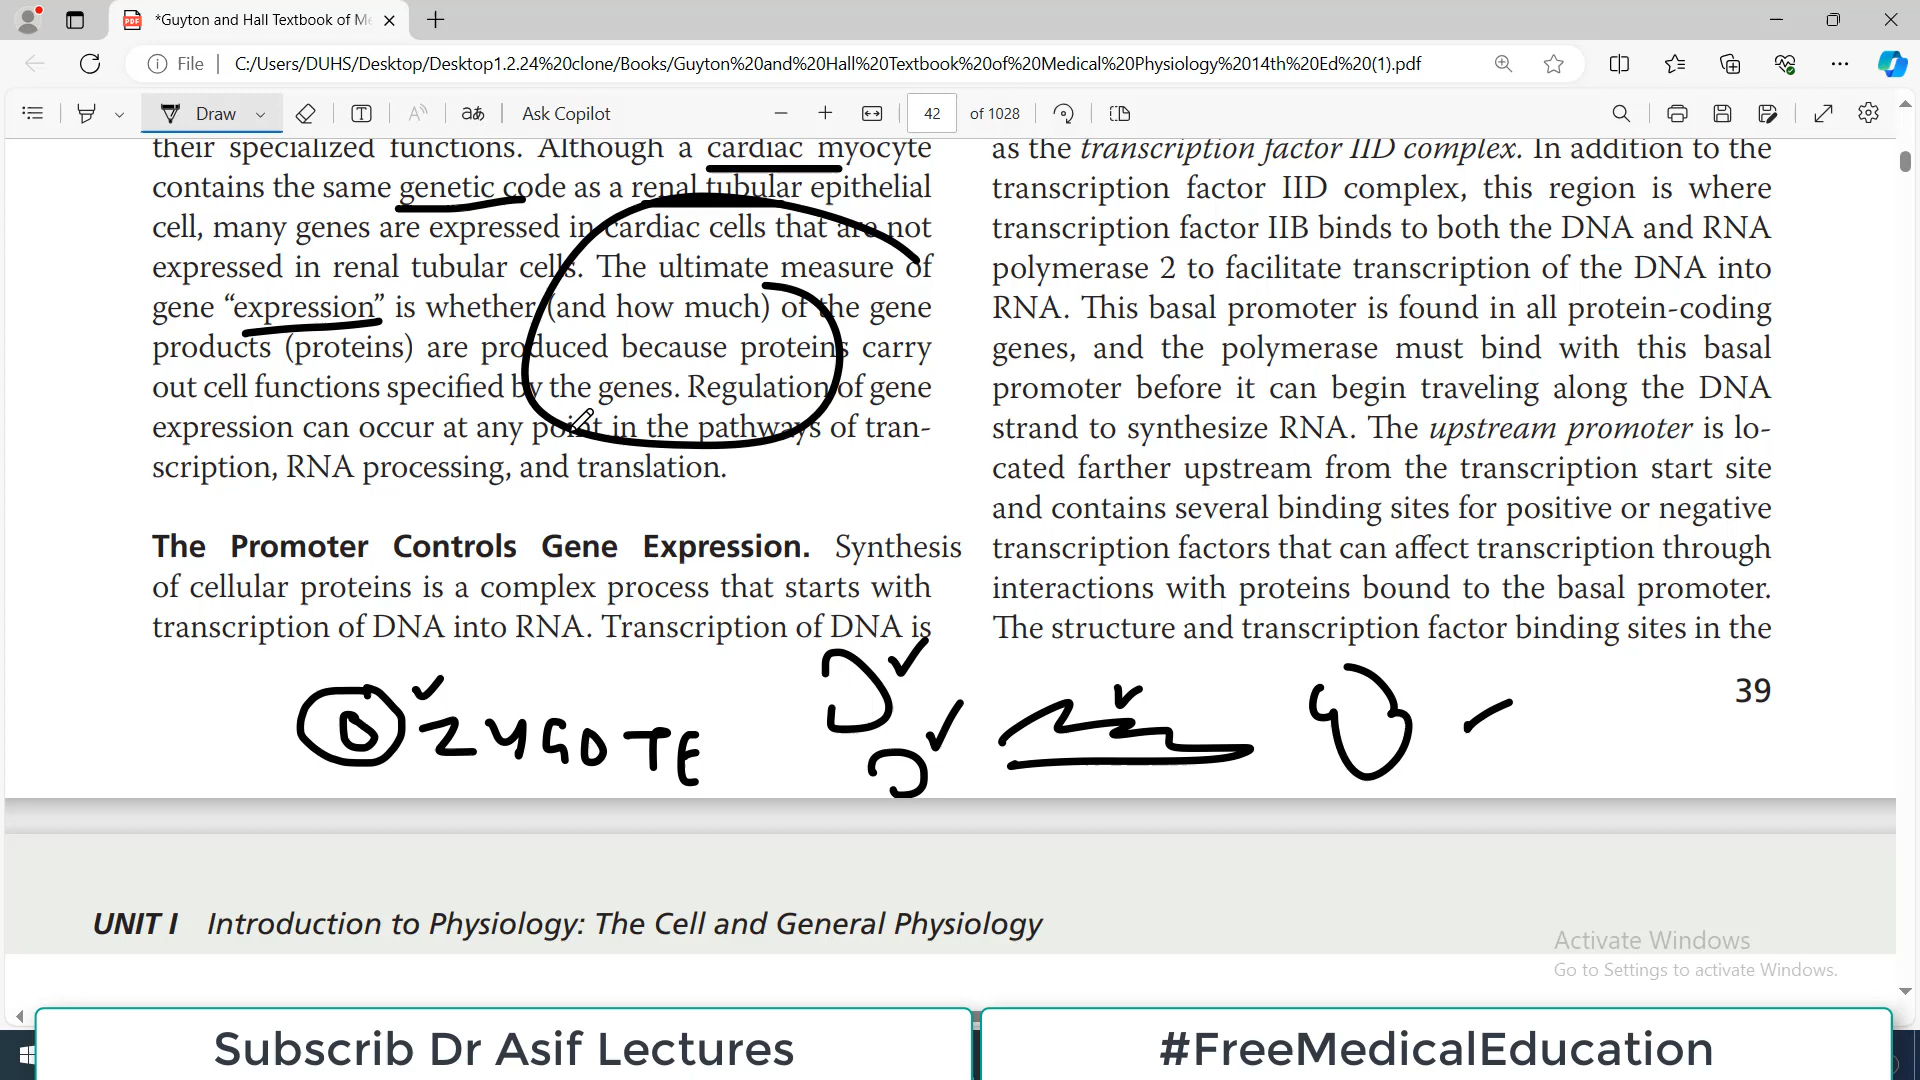 *Guyton and Hall Textbook of Me
File
C:/Users/DUHS/Desktop/Desktop1.2.24%20clone/Books/Guyton%20and%20Hall%20Textbook%20of%20Medical%20Physiology%2014th%20Ed%20(1).pdf
Draw
Ask Copilot
42 of 1028
their specialized functions. Although a cardiac myocyte
contains the same genetic code as a renal tubular epithelial
cell, many genes are expressed in cardiac cells that are not
expressed in renal tubular cells. The ultimate measure of
gene “expression” is whether (and how much) of the gene
products (proteins) are produced because proteins carry
out cell functions specified by the genes. Regulation of gene
expression can occur at any point in the pathways of tran-
scription, RNA processing, and translation.
The Promoter Controls Gene Expression. Synthesis
of cellular proteins is a complex process that starts with
transcription of DNA into RNA. Transcription of DNA is
as the transcription factor IID complex. In addition to the
transcription factor IID complex, this region is where
transcription factor IIB binds to both the DNA and RNA
polymerase 2 to facilitate transcription of the DNA into
RNA. This basal promoter is found in all protein-coding
genes, and the polymerase must bind with this basal
promoter before it can begin traveling along the DNA
strand to synthesize RNA. The upstream promoter is lo-
cated farther upstream from the transcription start site
and contains several binding sites for positive or negative
transcription factors that can affect transcription through
interactions with proteins bound to the basal promoter.
The structure and transcription factor binding sites in the
ZYGOTE
39
UNIT I Introduction to Physiology: The Cell and General Physiology
Activate Windows
Go to Settings to activate Windows.
Subscrib Dr Asif Lectures
#FreeMedicalEducation